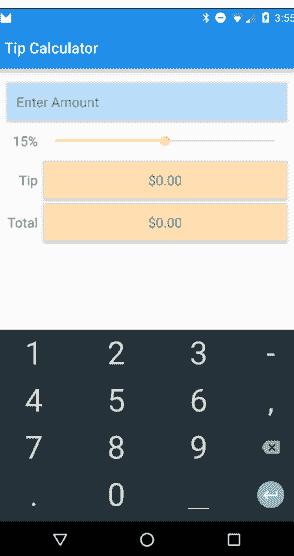 3:55
Tip Calculator
Enter Amount
15%
Tip $0.00
Total $0.00
1 2 3 -
4 5 6 ,
7 8 9
. 0 _